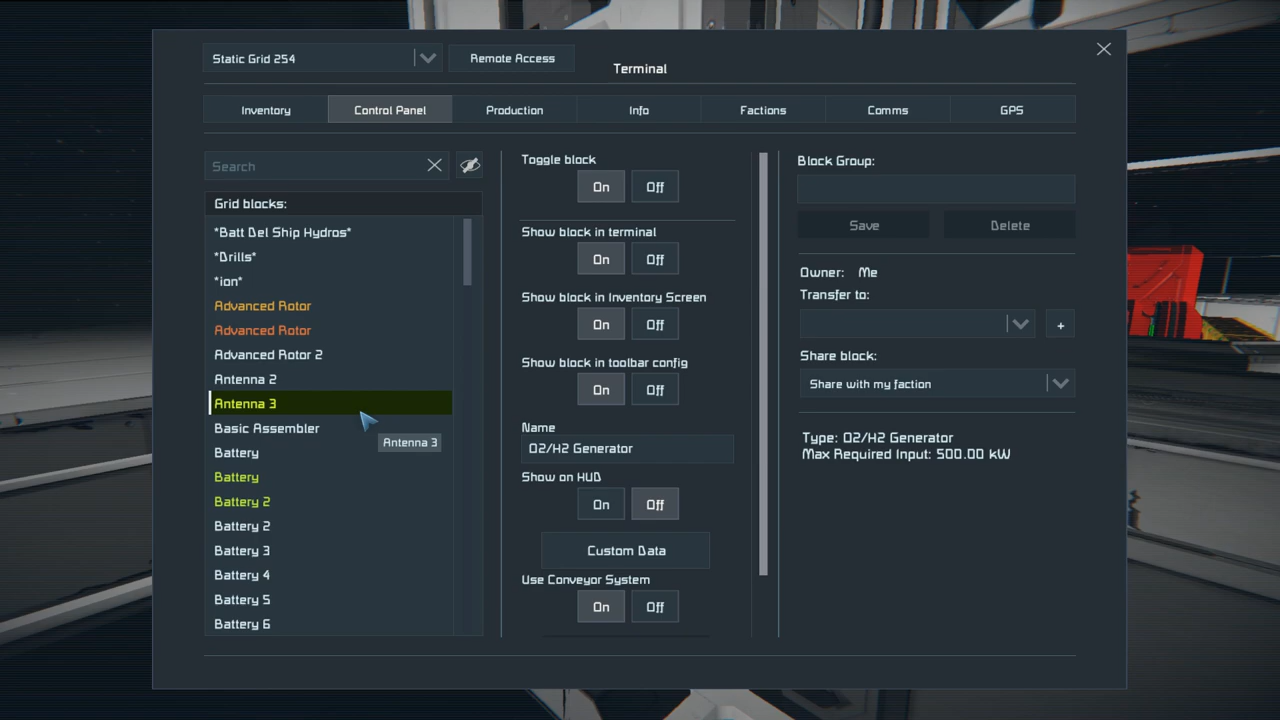 Static Grid 254
Remote Access
Terminal
Inventory
Control Panel
Production
Info
Factions
Comms
GPS
Search
Grid blocks:
*Batt Del Ship Hydros*
*Drills*
*ion*
Advanced Rotor
Advanced Rotor
Advanced Rotor 2
Antenna 2
Antenna 3
Basic Assembler
Antenna 3
Battery
Battery
Battery 2
Battery 2
Battery 3
Battery 4
Battery 5
Battery 6
Toggle block
On Off
Show block in terminal
On Off
Show block in Inventory Screen
On Off
Show block in toolbar config
On Off
Name
O2/H2 Generator
Show on HUD
On Off
Custom Data
Use Conveyor System
On Off
Block Group:
Save Delete
Owner: Me
Transfer to:
+
Share block:
Share with my faction
Type: O2/H2 Generator
Max Required Input: 500.00 kW